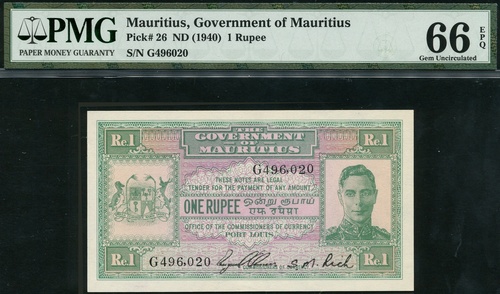 PMG
PAPER MONEY GUARANTY
Mauritius, Government of Mauritius
Pick# 26 ND (1940) 1 Rupee
S/N G496020
66 EPQ
Gem Uncirculated
Re.1 THE Re.1
GOVERNMENT
OF
MAURITIUS
G496,020
THESE NOTES ARE LEGAL
TENDER FOR THE PAYMENT OF ANY AMOUNT.
ONE RUPEE ஒன்று ரூபாய்
OFFICE OF THE COMMISSIONERS OF CURRENCY
PORT LOUIS
G496,020
Re.1 Re.1